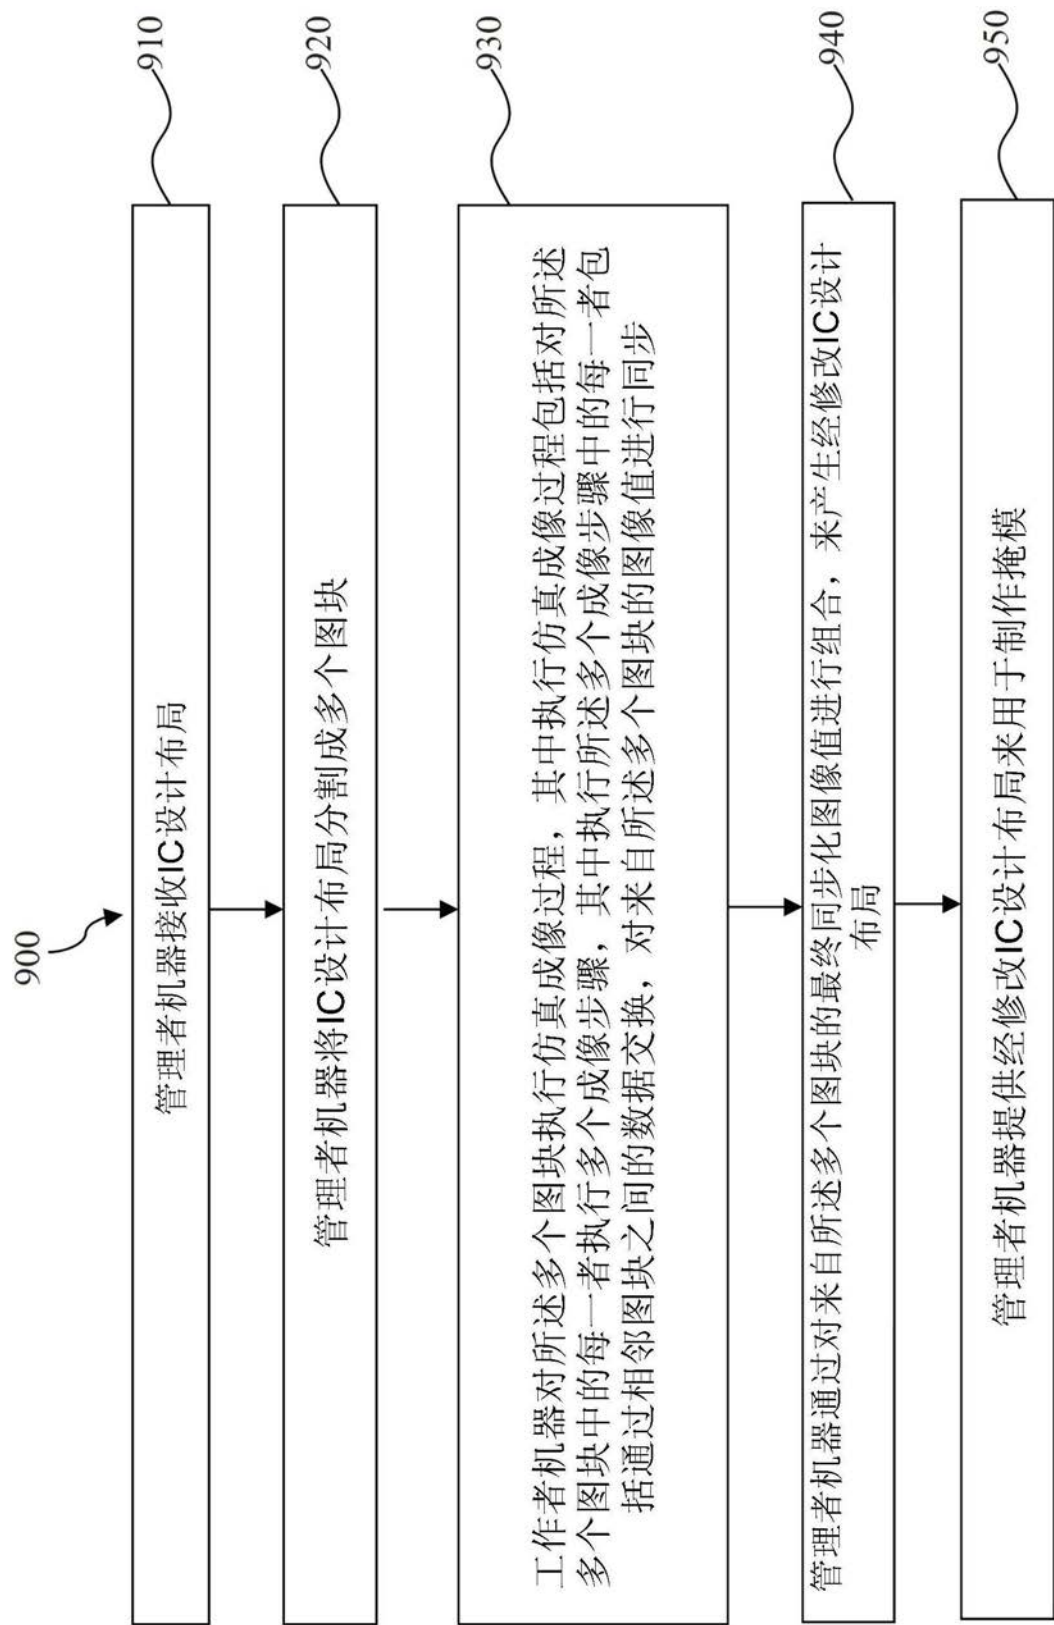 900
管理者机器接收IC设计布局
910
管理者机器将IC设计布局分割成多个图块
920
工作者机器对所述多个图块执行仿真成像过程，其中执行仿真成像过程包括对所述
多个图块中的每一者执行多个成像步骤，其中执行所述多个成像步骤中的每一者包
括通过相邻图块之间的数据交换，对来自所述多个图块的图像值进行同步
930
管理者机器通过对来自所述多个图块的最终同步化图像值进行组合，来产生经修改IC设计
布局
940
管理者机器提供经修改IC设计布局来用于制作掩模
950